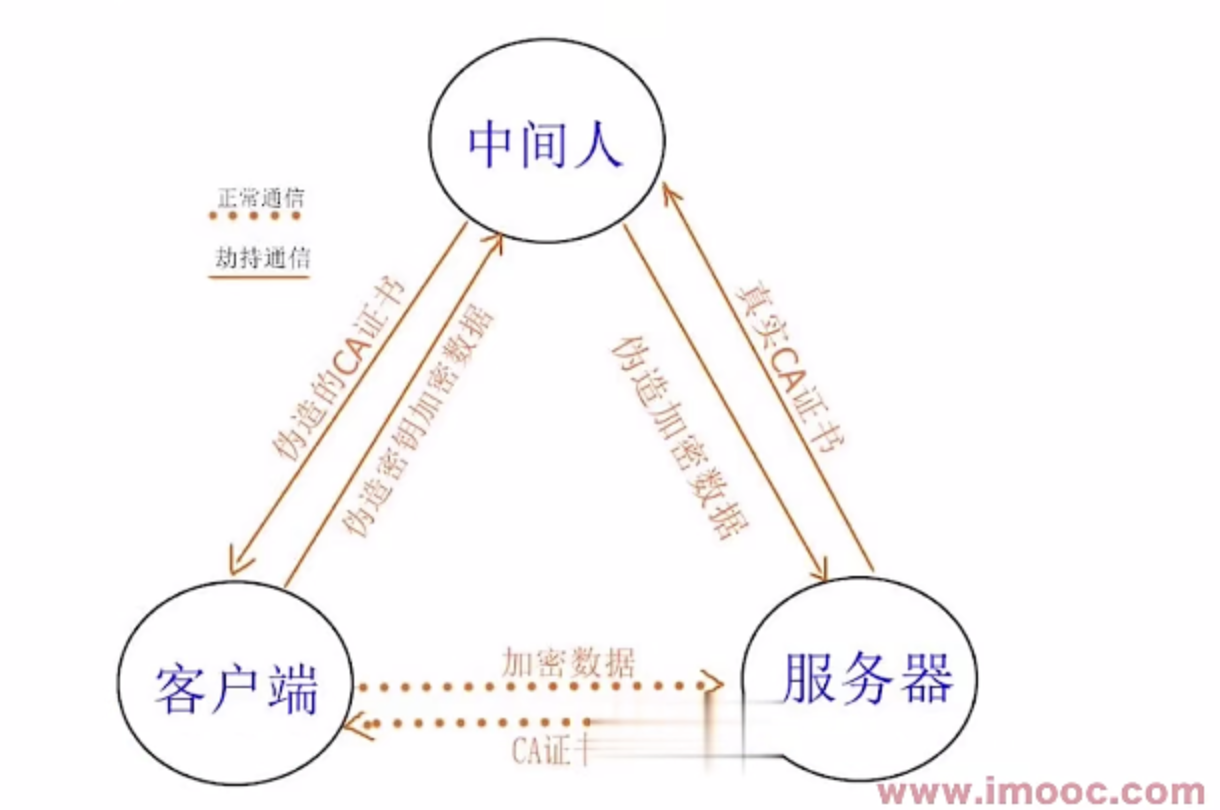 中间人
正常通信
劫持通信
伪造的CA证书
伪造密钥加密数据
伪造加密数据
真实CA证书
客户端
加密数据
服务器
CA证
www.imooc.com